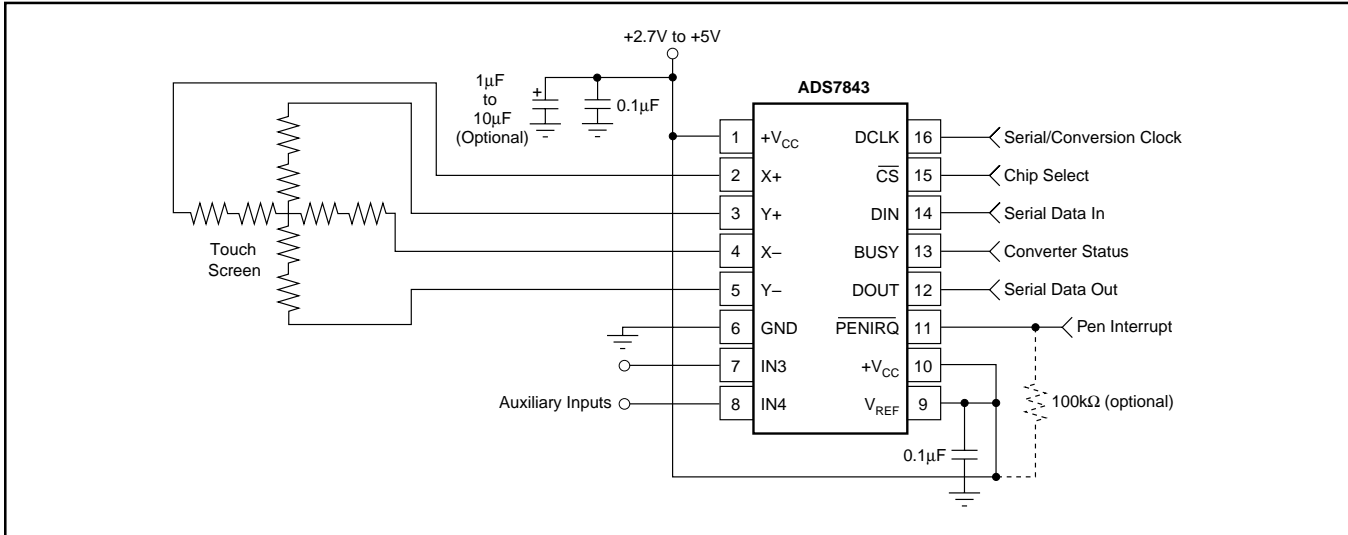 +2.7V to +5V
1µF
to
10µF
(Optional)
0.1µF
ADS7843
1 +VCC DCLK 16 Serial/Conversion Clock
2 X+ CS 15 Chip Select
3 Y+ DIN 14 Serial Data In
4 X– BUSY 13 Converter Status
5 Y– DOUT 12 Serial Data Out
6 GND PENIRQ 11 Pen Interrupt
7 IN3 +VCC 10
Auxiliary Inputs 8 IN4 VREF 9
Touch
Screen
100kΩ (optional)
0.1µF
+